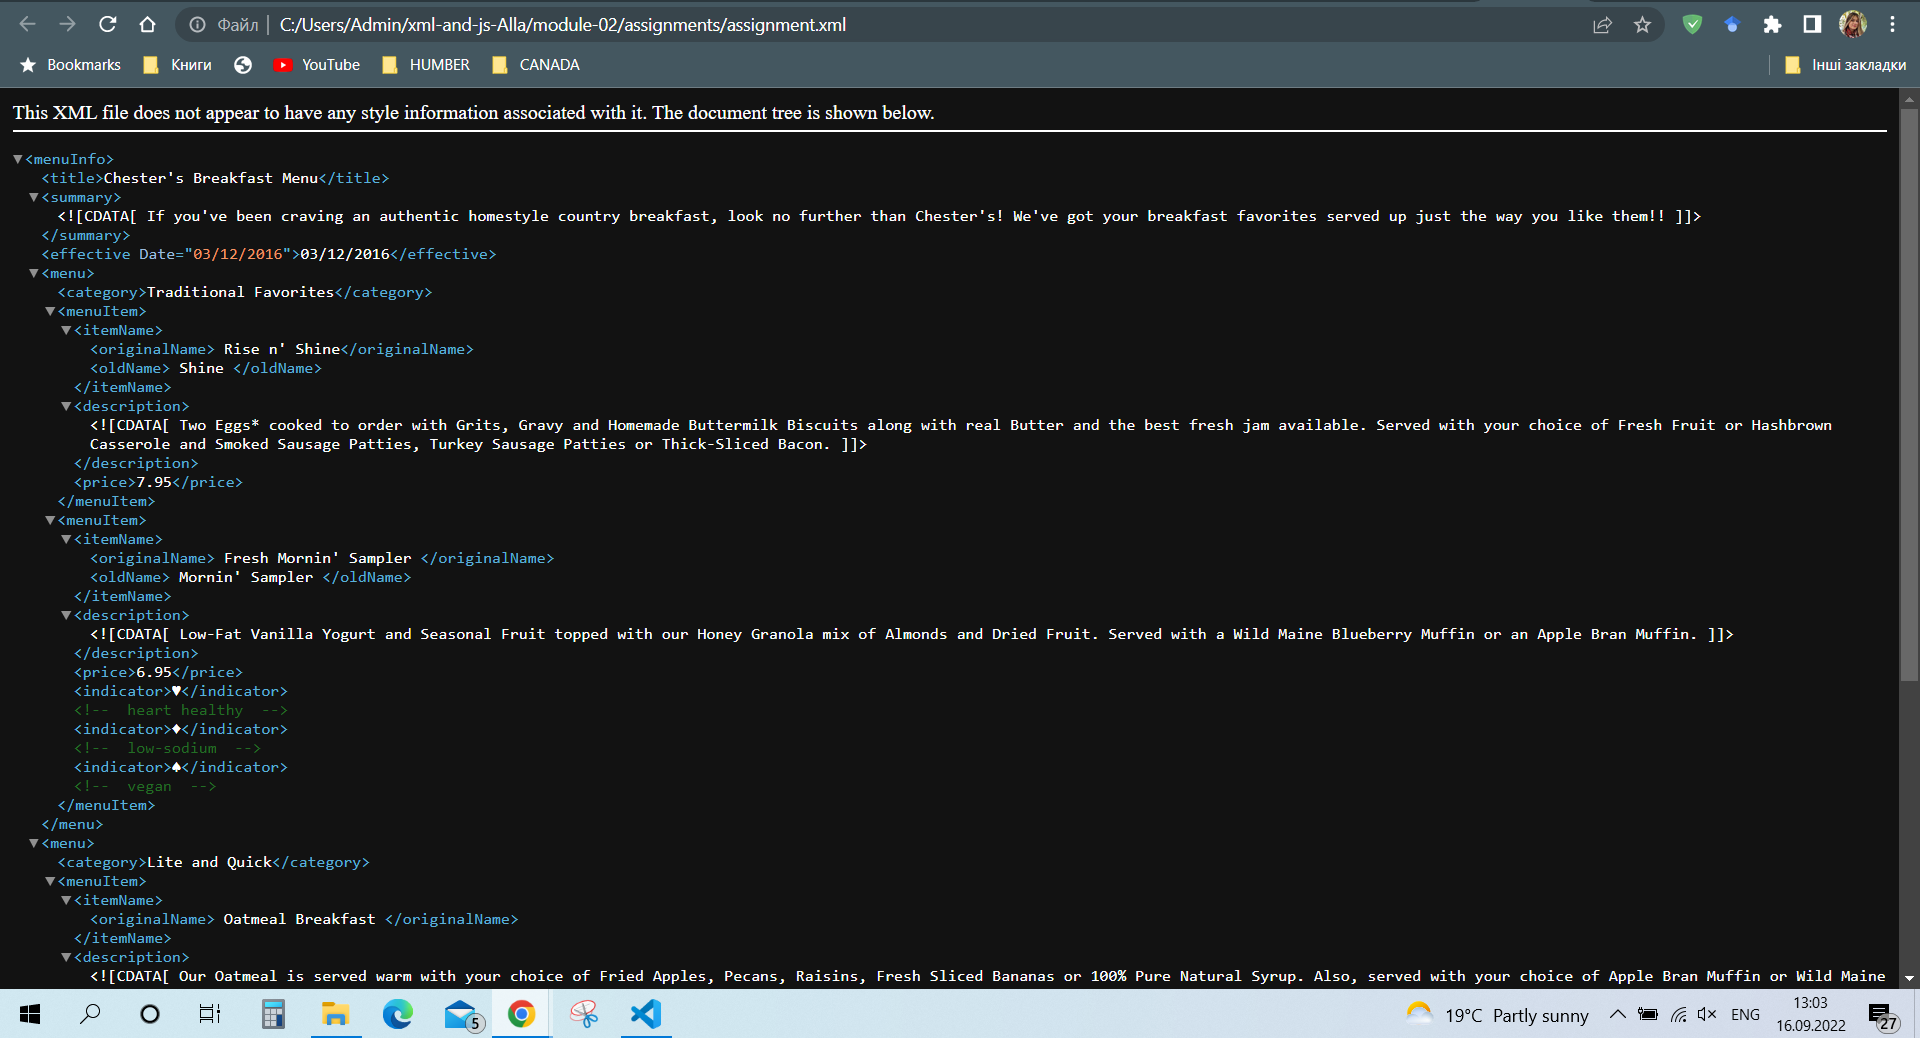 Файл | C:/Users/Admin/xml-and-js-Alla/module-02/assignments/assignment.xml
Bookmarks Книги YouTube HUMBER CANADA Інші закладки
This XML file does not appear to have any style information associated with it. The document tree is shown below.
▼<menuInfo>
<title>Chester's Breakfast Menu</title>
▼<summary>
<![CDATA[ If you've been craving an authentic homestyle country breakfast, look no further than Chester's! We've got your breakfast favorites served up just the way you like them!! ]]>
</summary>
<effective Date="03/12/2016">03/12/2016</effective>
▼<menu>
<category>Traditional Favorites</category>
▼<menuItem>
▼<itemName>
<originalName> Rise n' Shine</originalName>
<oldName> Shine </oldName>
</itemName>
▼<description>
<![CDATA[ Two Eggs* cooked to order with Grits, Gravy and Homemade Buttermilk Biscuits along with real Butter and the best fresh jam available. Served with your choice of Fresh Fruit or Hashbrown
Casserole and Smoked Sausage Patties, Turkey Sausage Patties or Thick-Sliced Bacon. ]]>
</description>
<price>7.95</price>
</menuItem>
▼<menuItem>
▼<itemName>
<originalName> Fresh Mornin' Sampler </originalName>
<oldName> Mornin' Sampler </oldName>
</itemName>
▼<description>
<![CDATA[ Low-Fat Vanilla Yogurt and Seasonal Fruit topped with our Honey Granola mix of Almonds and Dried Fruit. Served with a Wild Maine Blueberry Muffin or an Apple Bran Muffin. ]]>
</description>
<price>6.95</price>
<indicator>♥</indicator>
<!-- heart healthy -->
<indicator>♦</indicator>
<!-- low-sodium -->
<indicator>♠</indicator>
<!-- vegan -->
</menuItem>
</menu>
▼<menu>
<category>Lite and Quick</category>
▼<menuItem>
▼<itemName>
<originalName> Oatmeal Breakfast </originalName>
</itemName>
▼<description>
<![CDATA[ Our Oatmeal is served warm with your choice of Fried Apples, Pecans, Raisins, Fresh Sliced Bananas or 100% Pure Natural Syrup. Also, served with your choice of Apple Bran Muffin or Wild Maine
5 19°C Partly sunny ENG 13:03
16.09.2022 27